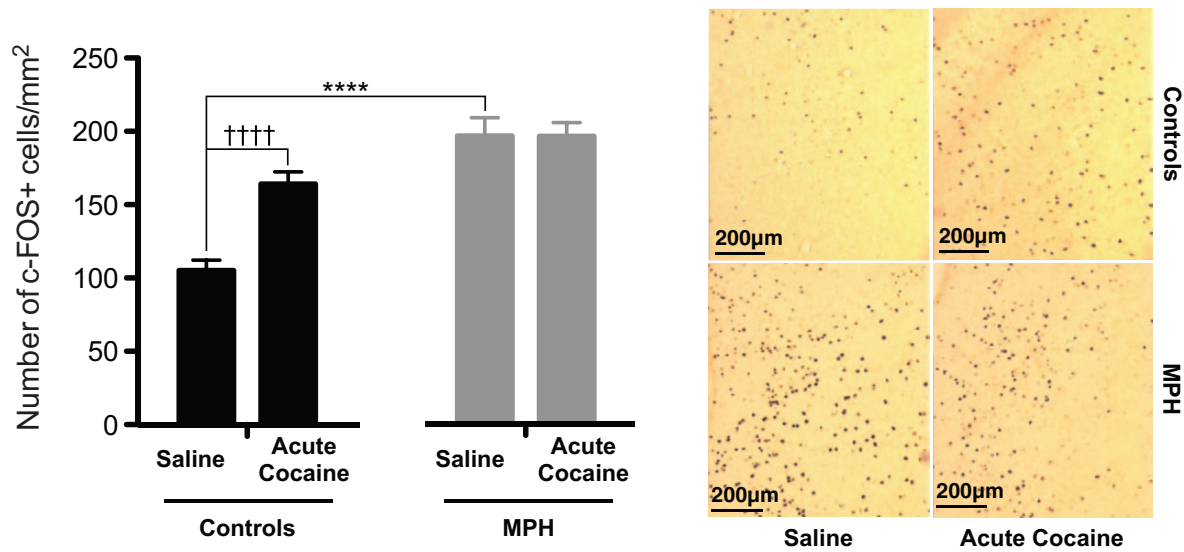 Number of c-FOS+ cells/mm²
250
200
150
100
50
0
****
††††
Saline
Acute
Cocaine
Saline
Acute
Cocaine
Controls
MPH
200µm
200µm
Controls
200µm
200µm
MPH
Saline
Acute Cocaine